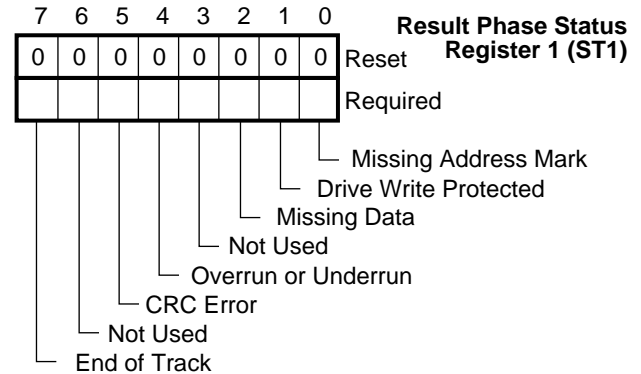 7 6 5 4 3 2 1 0
Result Phase Status
Register 1 (ST1)
0 0 0 0 0 0 0 0 Reset
Required
Missing Address Mark
Drive Write Protected
Missing Data
Not Used
Overrun or Underrun
CRC Error
Not Used
End of Track